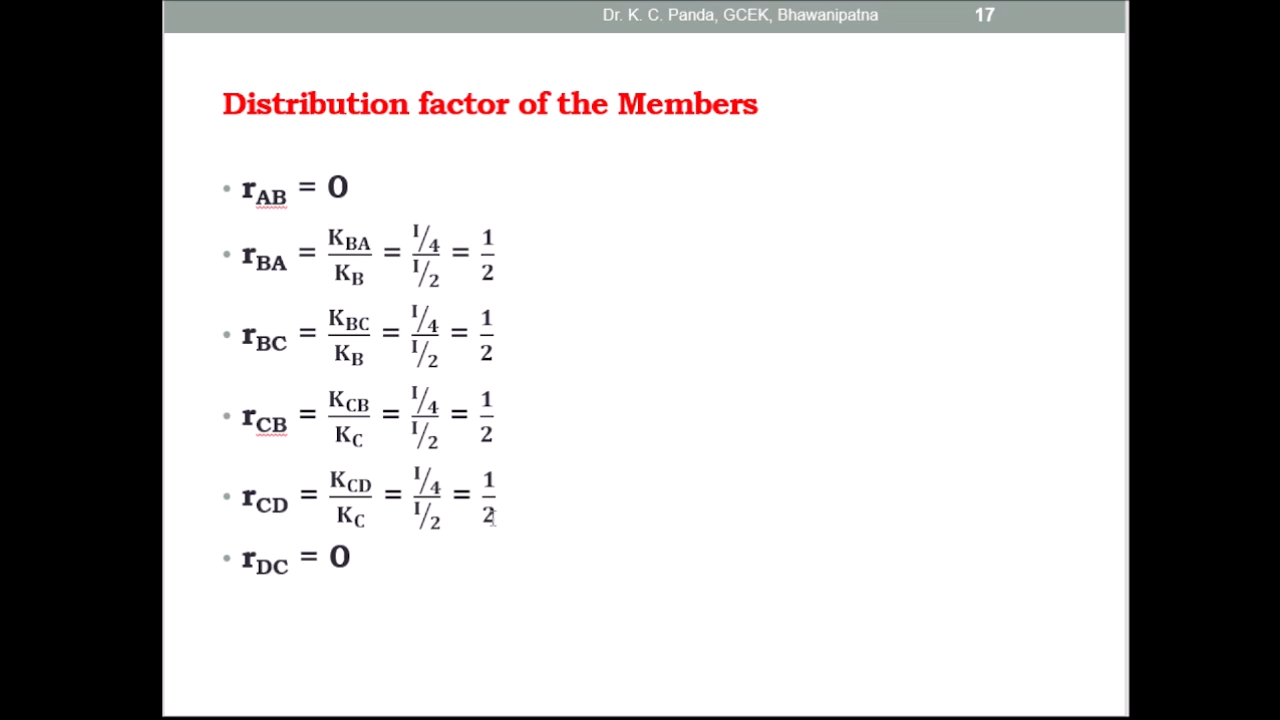 Dr. K. C. Panda, GCEK, Bhawanipatna 17
Distribution factor of the Members
• r_AB = 0
• r_BA = K_BA/K_B = (I/4)/(I/2) = 1/2
• r_BC = K_BC/K_B = (I/4)/(I/2) = 1/2
• r_CB = K_CB/K_C = (I/4)/(I/2) = 1/2
• r_CD = K_CD/K_C = (I/4)/(I/2) = 1/2
• r_DC = 0